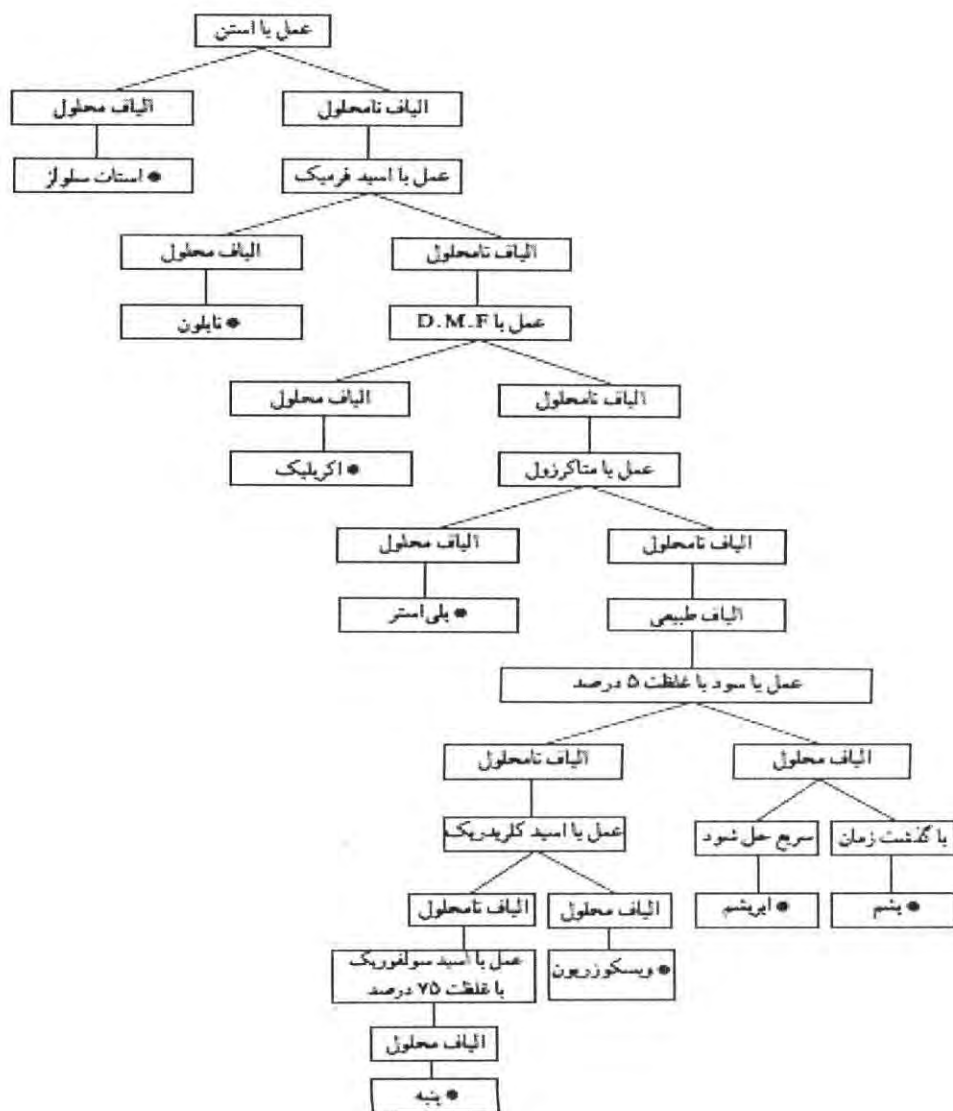 عمل با استن
الیاف نامحلول
الیاف محلول
عمل با اسید فرمیک
● استات سلولز
الیاف نامحلول
الیاف محلول
عمل با D.M.F
● نایلون
الیاف نامحلول
الیاف محلول
عمل با متاکرزول
● اکریلیک
الیاف نامحلول
الیاف محلول
الیاف طبیعی
● پلی استر
عمل با سود با غلظت ۵ درصد
الیاف محلول
الیاف نامحلول
با گذشت زمان
سریع حل شود
عمل با اسید کلریدریک
● پشم
● ابریشم
الیاف محلول
الیاف نامحلول
● ویسکوزریون
عمل با اسید سولفوریک
با غلظت ۷۵ درصد
الیاف محلول
● پنبه